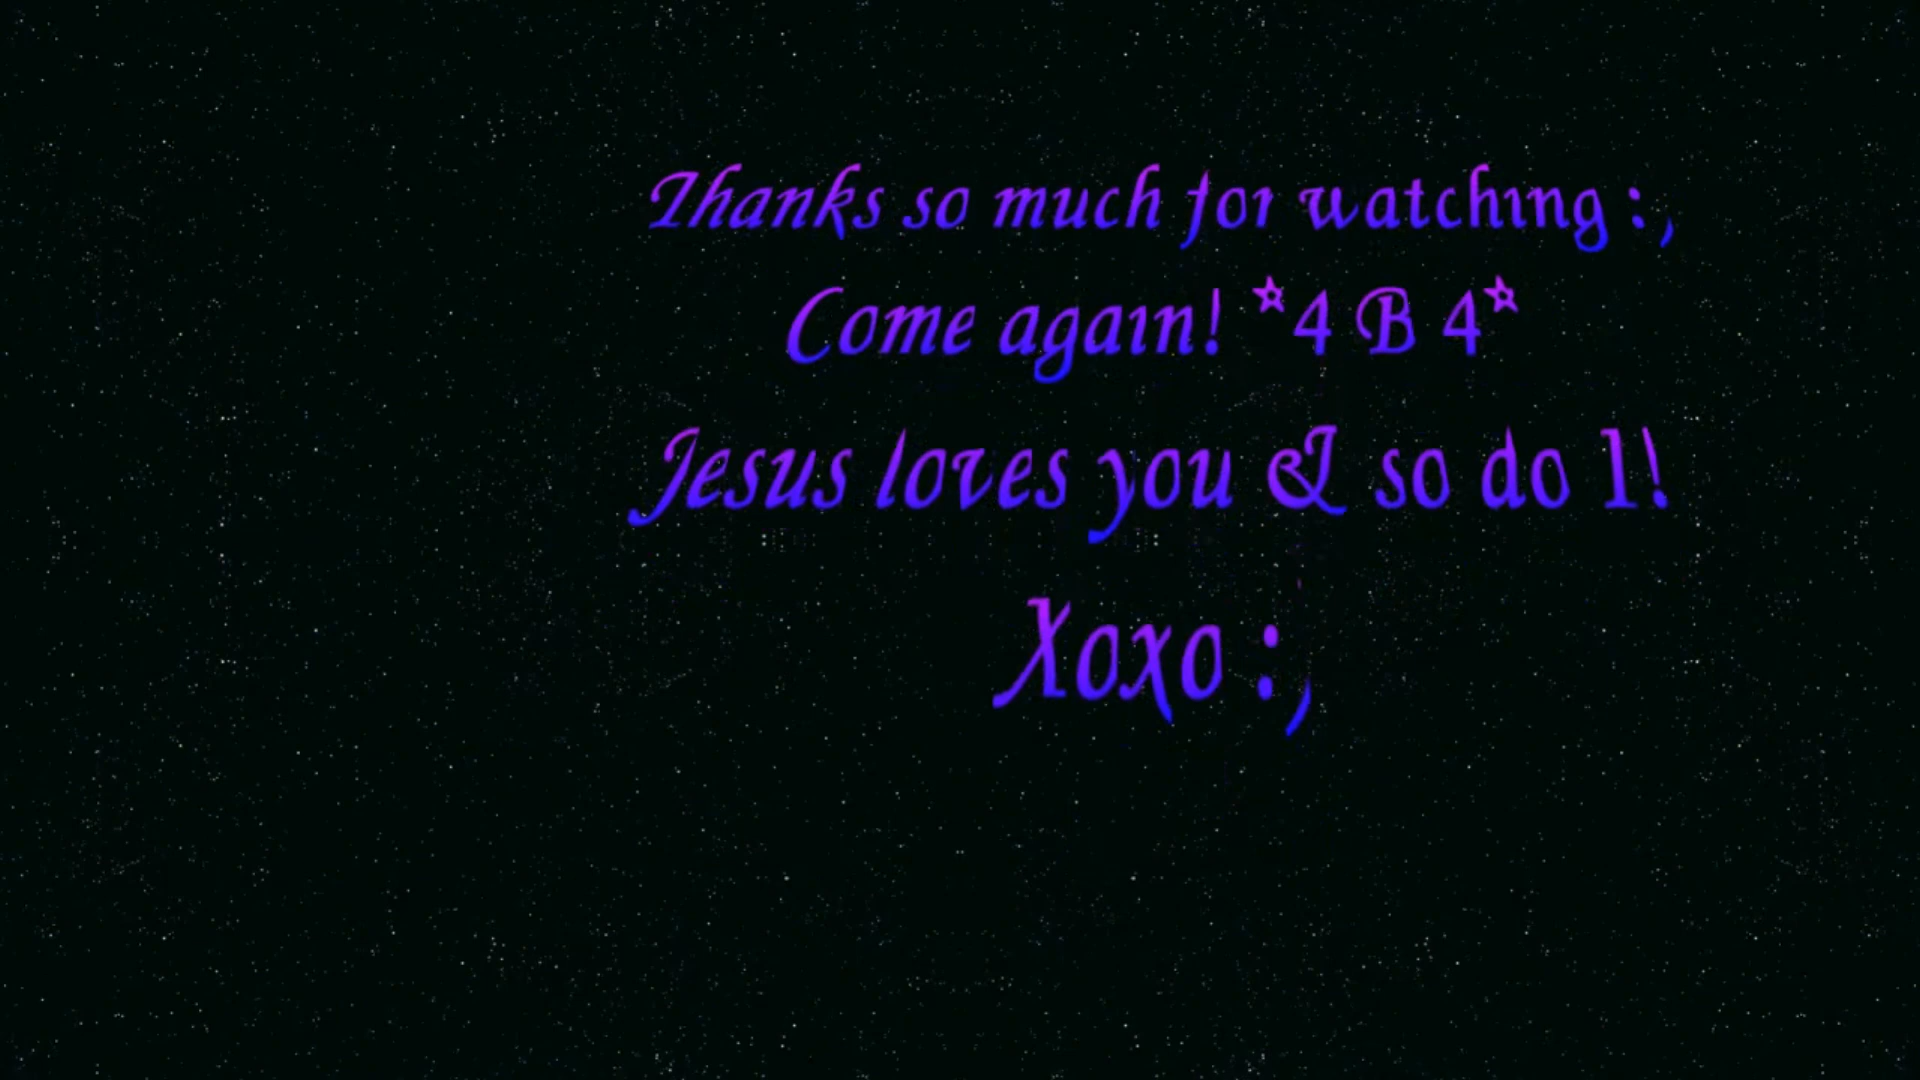 Thanks so much for watching :)
Come again! *4 B 4*
Jesus loves you & so do I!
Xoxo :)